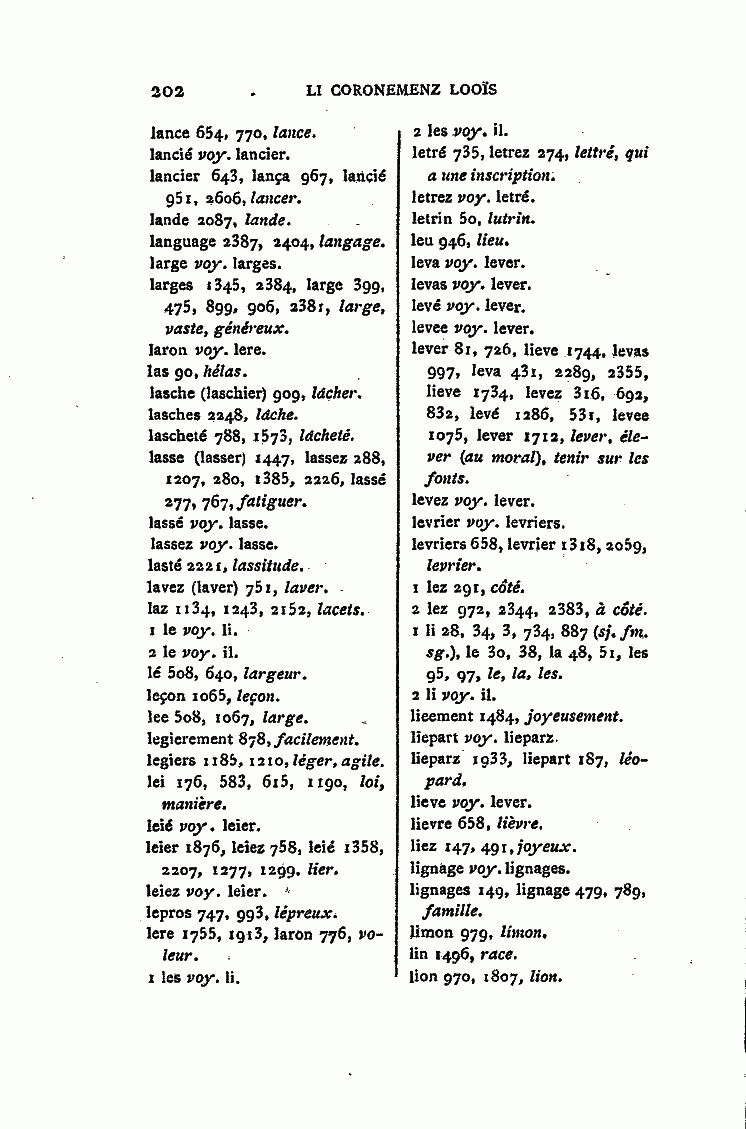 202 LI CORONEMENZ LOOÏS
lance 654, 770, lance.
lancié voy. lancier.
lancier 643, lança 967, lancié
951, 2606, lancer.
lande 2087, lande.
language 2387, 2404, langage.
large voy. larges.
larges 1345, 2384, large 399,
475, 899, 906, 2381, large,
vaste, généreux.
laron voy. lere.
las 90, hélas.
lasche (laschier) 909, lâcher.
lasches 2248, lâche.
lascheté 788, 1573, lâcheté.
lasse (lasser) 1447, lassez 288,
1207, 280, 1385, 2226, lassé
277, 767, fatiguer.
lassé voy. lasse.
lassez voy. lasse.
lasté 2221, lassitude.
lavez (laver) 751, laver.
laz 1134, 1243, 2152, lacets.
1 le voy. li.
2 le voy. il.
lé 508, 640, largeur.
leçon 1065, leçon.
lee 508, 1067, large.
legierement 878, facilement.
legiers 1185, 1210, léger, agile.
lei 176, 583, 615, 1190, loi,
manière.
leié voy. leier.
leier 1876, leiez 758, leié 1358,
2207, 1277, 1299. lier.
leiez voy. leier.
lepros 747, 993, lépreux.
lere 1755, 1913, laron 776, vo-
leur.
1 les voy. li.
2 les voy. il.
letré 735, letrez 274, lettré, qui
a une inscription.
letrez voy. letré.
letrin 50, lutrin.
leu 946, lieu.
leva voy. lever.
levas voy. lever.
levé voy. lever.
levee voy. lever.
lever 81, 726, lieve 1744, levas
997, leva 431, 2289, 2355,
lieve 1734, levez 316, 692,
832, levé 1286, 531, levee
1075, lever 1712, lever, éle-
ver (au moral), tenir sur les
fonts.
levez voy. lever.
levrier voy. levriers.
levriers 658, levrier 1318, 2059,
levrier.
1 lez 291, côté.
2 lez 972, 2344, 2383, à côté.
1 li 28, 34, 3, 734, 887 (sj. fm.
sg.), le 30, 38, la 48, 51, les
95, 97, le, la, les.
2 li voy. il.
lieement 1484, joyeusement.
liepart voy. lieparz.
lieparz 1933, liepart 187, léo-
pard.
lieve voy. lever.
lievre 658, lièvre.
liez 147, 491, joyeux.
lignage voy. lignages.
lignages 149, lignage 479, 789,
famille.
limon 979, limon.
lin 1496, race.
lion 970, 1807, lion.